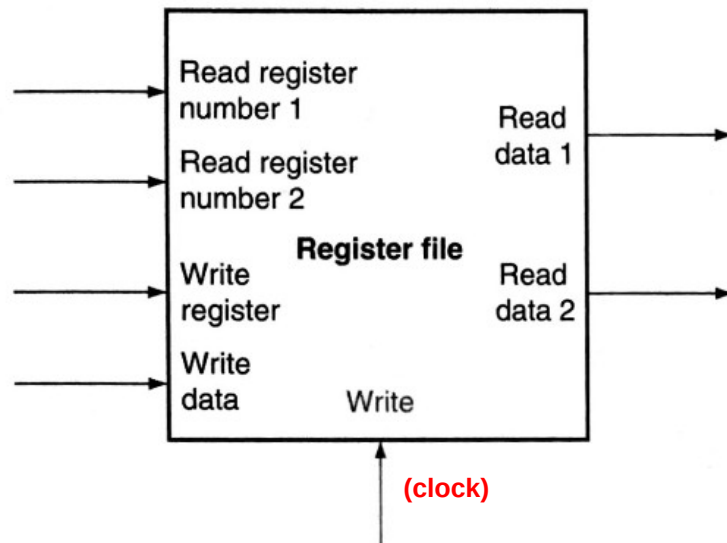 Read register
number 1
Read register
number 2
Write
register
Write
data
Register file
Read
data 1
Read
data 2
Write
(clock)